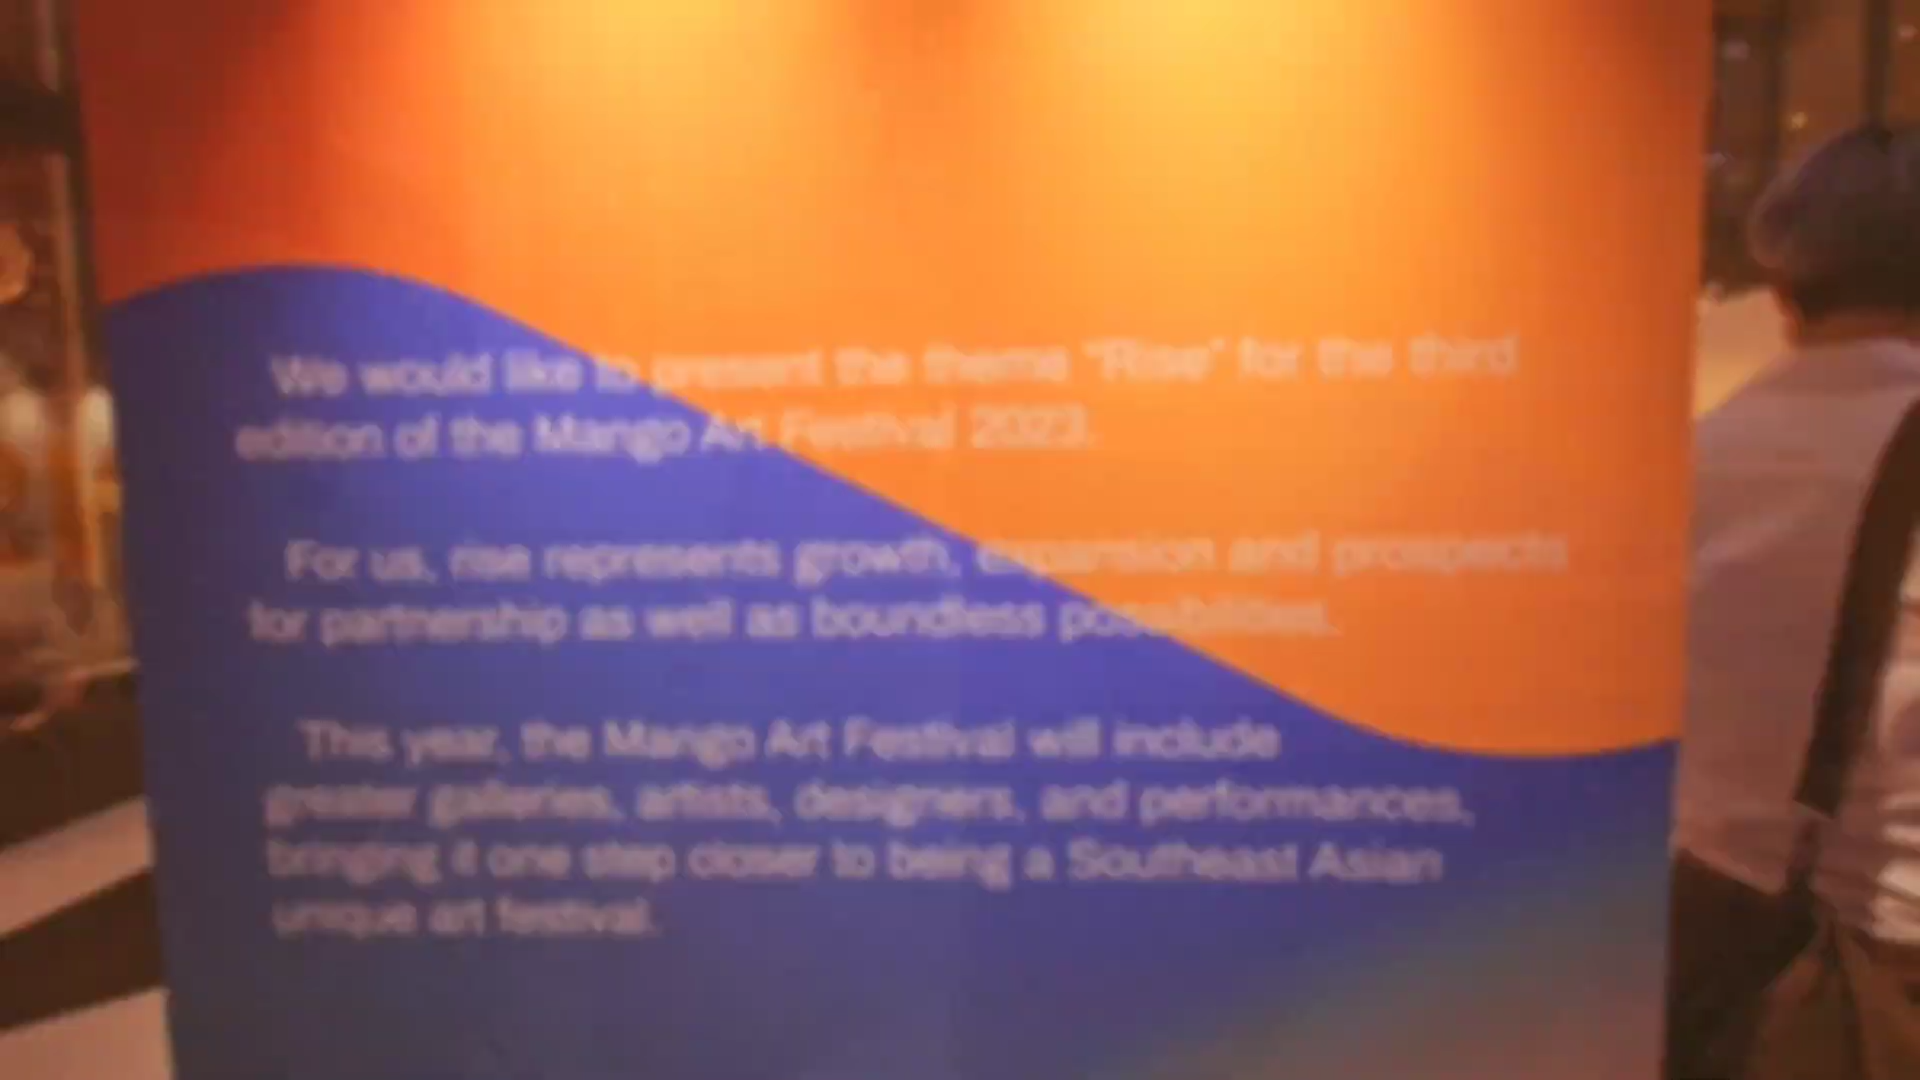 We would like to present the theme "Rise" for the third
edition of the Mango Art Festival 2023.
For us, rise represents growth, expansion and prospects
for partnership as well as boundless possibilities.
This year, the Mango Art Festival will include
greater galleries, artists, designers, and performances,
bringing it one step closer to being a Southeast Asian
unique art festival.